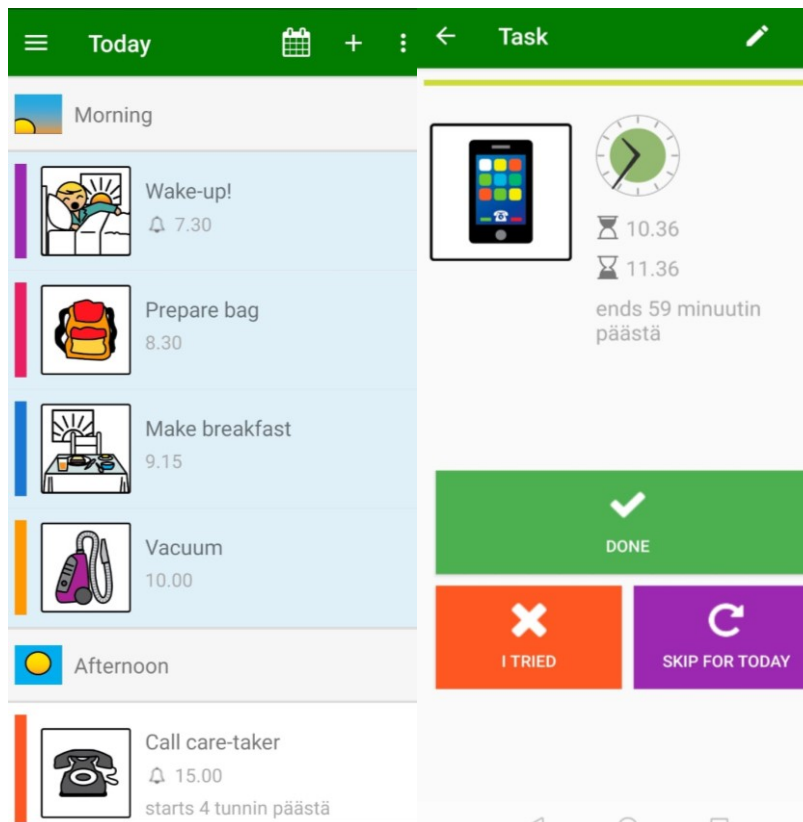 Today
Morning
Wake-up!
7.30
Prepare bag
8.30
Make breakfast
9.15
Vacuum
10.00
Afternoon
Call care-taker
15.00
starts 4 tunnin päästä
Task
10.36
11.36
ends 59 minuutin
päästä
DONE
I TRIED
SKIP FOR TODAY